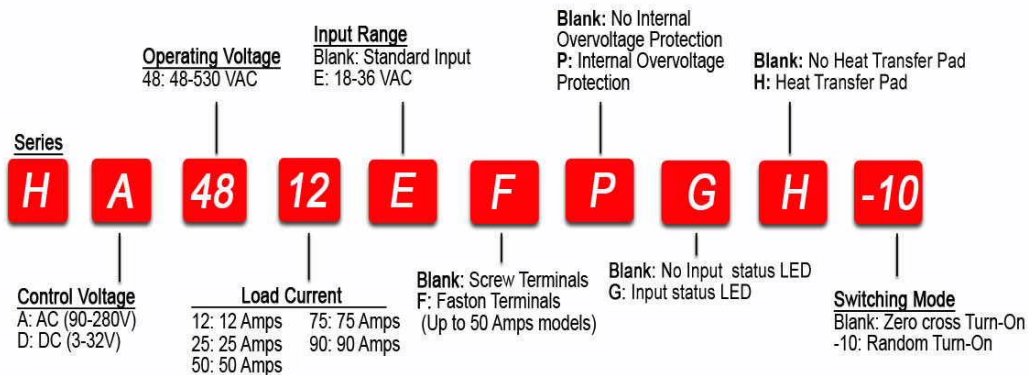 Operating Voltage
48: 48-530 VAC
Input Range
Blank: Standard Input
E: 18-36 VAC
Blank: No Internal
Overvoltage Protection
P: Internal Overvoltage
Protection
Blank: No Heat Transfer Pad
H: Heat Transfer Pad
Series
H A 48 12 E F P G H -10
Control Voltage
A: AC (90-280V)
D: DC (3-32V)
Load Current
12: 12 Amps 75: 75 Amps
25: 25 Amps 90: 90 Amps
50: 50 Amps
Blank: Screw Terminals
F: Faston Terminals
(Up to 50 Amps models)
Blank: No Input status LED
G: Input status LED
Switching Mode
Blank: Zero cross Turn-On
-10: Random Turn-On